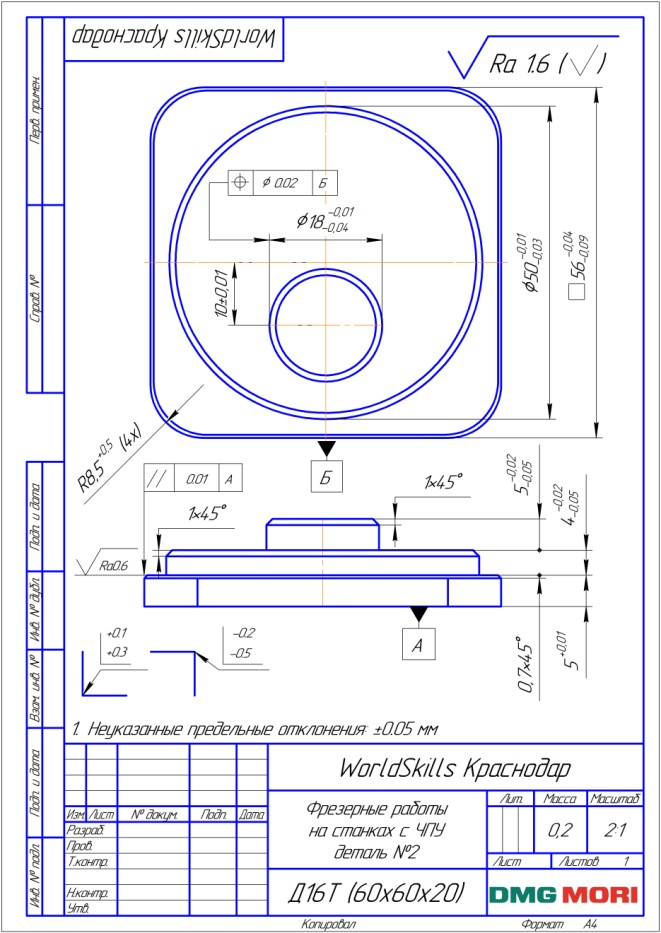 WorldSkills Краснодар
Ra 1.6 (√)
Перв. примен.
Справ. №
Подп. и дата
Инв. № дубл.
Взам. инв. №
Подп. и дата
Инв. № подл.
⌖ ϕ 0.02 Б
ϕ18 -0,01 -0,04
10±0,01
ϕ50 -0,01 -0,03
□56 -0,04 -0,09
R8,5 +0,5 (4x)
Б
// 0.01 А
1x45°
1x45°
5 -0,02 -0,05
4 -0,02 -0,05
Ra0.6
А
0,7x45°
5 +0,01
+0.1
+0.3
-0.2
-0.5
1. Неуказанные предельные отклонения: ±0.05 мм
WorldSkills Краснодар
Изм. Лист № докум. Подп. Дата
Разраб.
Пров.
Т.контр.
Н.контр.
Утв.
Фрезерные работы
на станках с ЧПУ
деталь №2
Лит. Масса Масштаб
0,2 2:1
Лист Листов 1
Д16Т (60x60x20)
DMG MORI
Копировал Формат А4